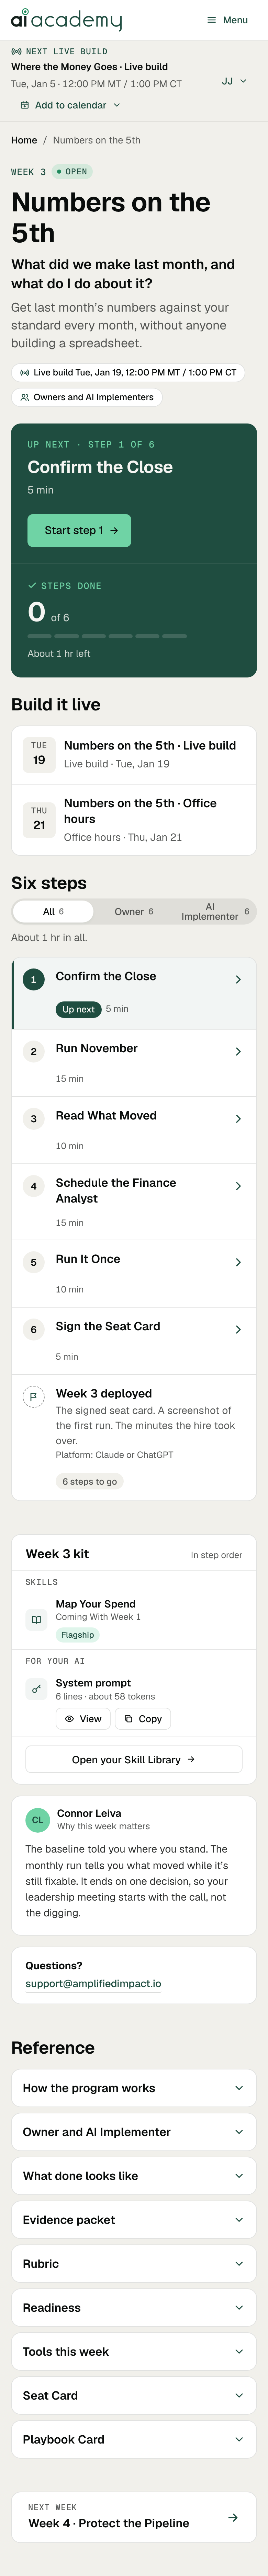 ai academy
Menu
NEXT LIVE BUILD
Where the Money Goes · Live build
Tue, Jan 5 · 12:00 PM MT / 1:00 PM CT
JJ
Add to calendar
Home / Numbers on the 5th
WEEK 3 OPEN
Numbers on the
5th
What did we make last month, and
what do I do about it?
Get last month's numbers against your
standard every month, without anyone
building a spreadsheet.
Live build Tue, Jan 19, 12:00 PM MT / 1:00 PM CT
Owners and AI Implementers
UP NEXT · STEP 1 OF 6
Confirm the Close
5 min
Start step 1
STEPS DONE
0 of 6
About 1 hr left
Build it live
TUE
19
Numbers on the 5th · Live build
Live build · Tue, Jan 19
THU
21
Numbers on the 5th · Office
hours
Office hours · Thu, Jan 21
Six steps
All 6
Owner 6
AI
Implementer 6
About 1 hr in all.
1
Confirm the Close
Up next 5 min
2
Run November
15 min
3
Read What Moved
10 min
4
Schedule the Finance
Analyst
15 min
5
Run It Once
10 min
6
Sign the Seat Card
5 min
Week 3 deployed
The signed seat card. A screenshot of
the first run. The minutes the hire took
over.
Platform: Claude or ChatGPT
6 steps to go
Week 3 kit
In step order
SKILLS
Map Your Spend
Coming With Week 1
Flagship
FOR YOUR AI
System prompt
6 lines · about 58 tokens
View
Copy
Open your Skill Library
CL
Connor Leiva
Why this week matters
The baseline told you where you stand. The
monthly run tells you what moved while it's
still fixable. It ends on one decision, so your
leadership meeting starts with the call, not
the digging.
Questions?
support@amplifiedimpact.io
Reference
How the program works
Owner and AI Implementer
What done looks like
Evidence packet
Rubric
Readiness
Tools this week
Seat Card
Playbook Card
NEXT WEEK
Week 4 · Protect the Pipeline